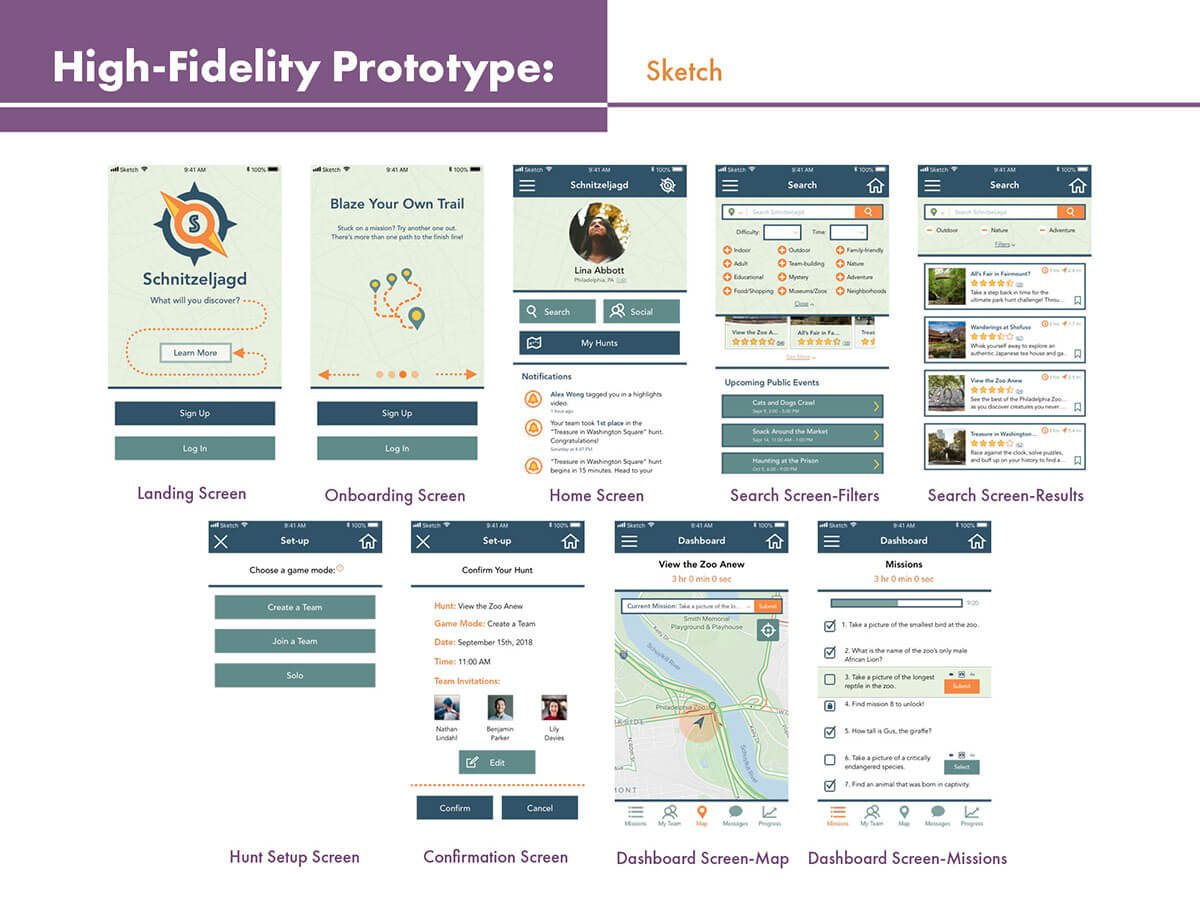 High-Fidelity Prototype:
Sketch
Sketch 9:41 AM 100%
S
Schnitzeljagd
What will you discover?
Learn More
Sign Up
Log In
Landing Screen
Sketch 9:41 AM 100%
Blaze Your Own Trail
Stuck on a mission? Try another one out.
There's more than one path to the finish line!
Sign Up
Log In
Onboarding Screen
Sketch 9:41 AM 100%
Schnitzeljagd
Lina Abbott
Philadelphia, PA Edit
Search
Social
My Hunts
Notifications
Alex Wong tagged you in a highlights
video.
1 hour ago
Your team took 1st place in the
"Treasure in Washington Square" hunt.
Congratulations!
Saturday at 4:47 PM
"Treasure in Washington Square" hunt
begins in 15 minutes. Head to your
Home Screen
Sketch 9:41 AM 100%
Search
Search Schnitzeljagd
Difficulty: Time:
Indoor Outdoor Family-friendly
Adult Team-building Nature
Educational Mystery Adventure
Food/Shopping Museums/Zoos Neighborhoods
Close
View the Zoo A... All's Fair in Fa... Treas
See More
Upcoming Public Events
Cats and Dogs Crawl
Sept 9, 2:00 - 5:00 PM
Snack Around the Market
Sept 14, 11:00 AM - 1:00 PM
Haunting at the Prison
Oct 5, 6:00 - 9:00 PM
Search Screen-Filters
Sketch 9:41 AM 100%
Search
Search Schnitzeljagd
Outdoor Nature Adventure
Filters
All's Fair in Fairmount?
Take a step back in time for the
ultimate park hunt challenge! Throu...
Wanderings at Shofuso
Whisk yourself away to explore an
authentic Japanese tea house and ga...
View the Zoo Anew
See the best of the Philadelphia Zoo...
as you discover creatures you never...
Treasure in Washington...
Race against the clock, solve puzzles,
and buff up on your history to find a...
Search Screen-Results
Sketch 9:41 AM 100%
Set-up
Choose a game mode:
Create a Team
Join a Team
Solo
Hunt Setup Screen
Sketch 9:41 AM 100%
Set-up
Confirm Your Hunt
Hunt: View the Zoo Anew
Game Mode: Create a Team
Date: September 15th, 2018
Time: 11:00 AM
Team Invitations:
Nathan
Lindahl
Benjamin
Parker
Lily
Davies
Edit
Confirm
Cancel
Confirmation Screen
Sketch 9:41 AM 100%
Dashboard
View the Zoo Anew
3 hr 0 min 0 sec
Current Mission: Take a picture of the lo... Submit
Smith Memorial
Playground & Playhouse
Kelly Dr
Schuylkill River
Philadelphia Zoo
Kelly Dr
Schuylkill River
N 40th St
MONT
Missions My Team Map Messages Progress
Dashboard Screen-Map
Sketch 9:41 AM 100%
Dashboard
Missions
3 hr 0 min 0 sec
9/20
1. Take a picture of the smallest bird at the zoo.
2. What is the name of the zoo's only male
African Lion?
3. Take a picture of the longest
reptile in the zoo.
Submit
4. Find mission 8 to unlock!
5. How tall is Gus, the giraffe?
6. Take a picture of a critically
endangered species.
Select
7. Find an animal that was born in captivity.
Missions My Team Map Messages Progress
Dashboard Screen-Missions